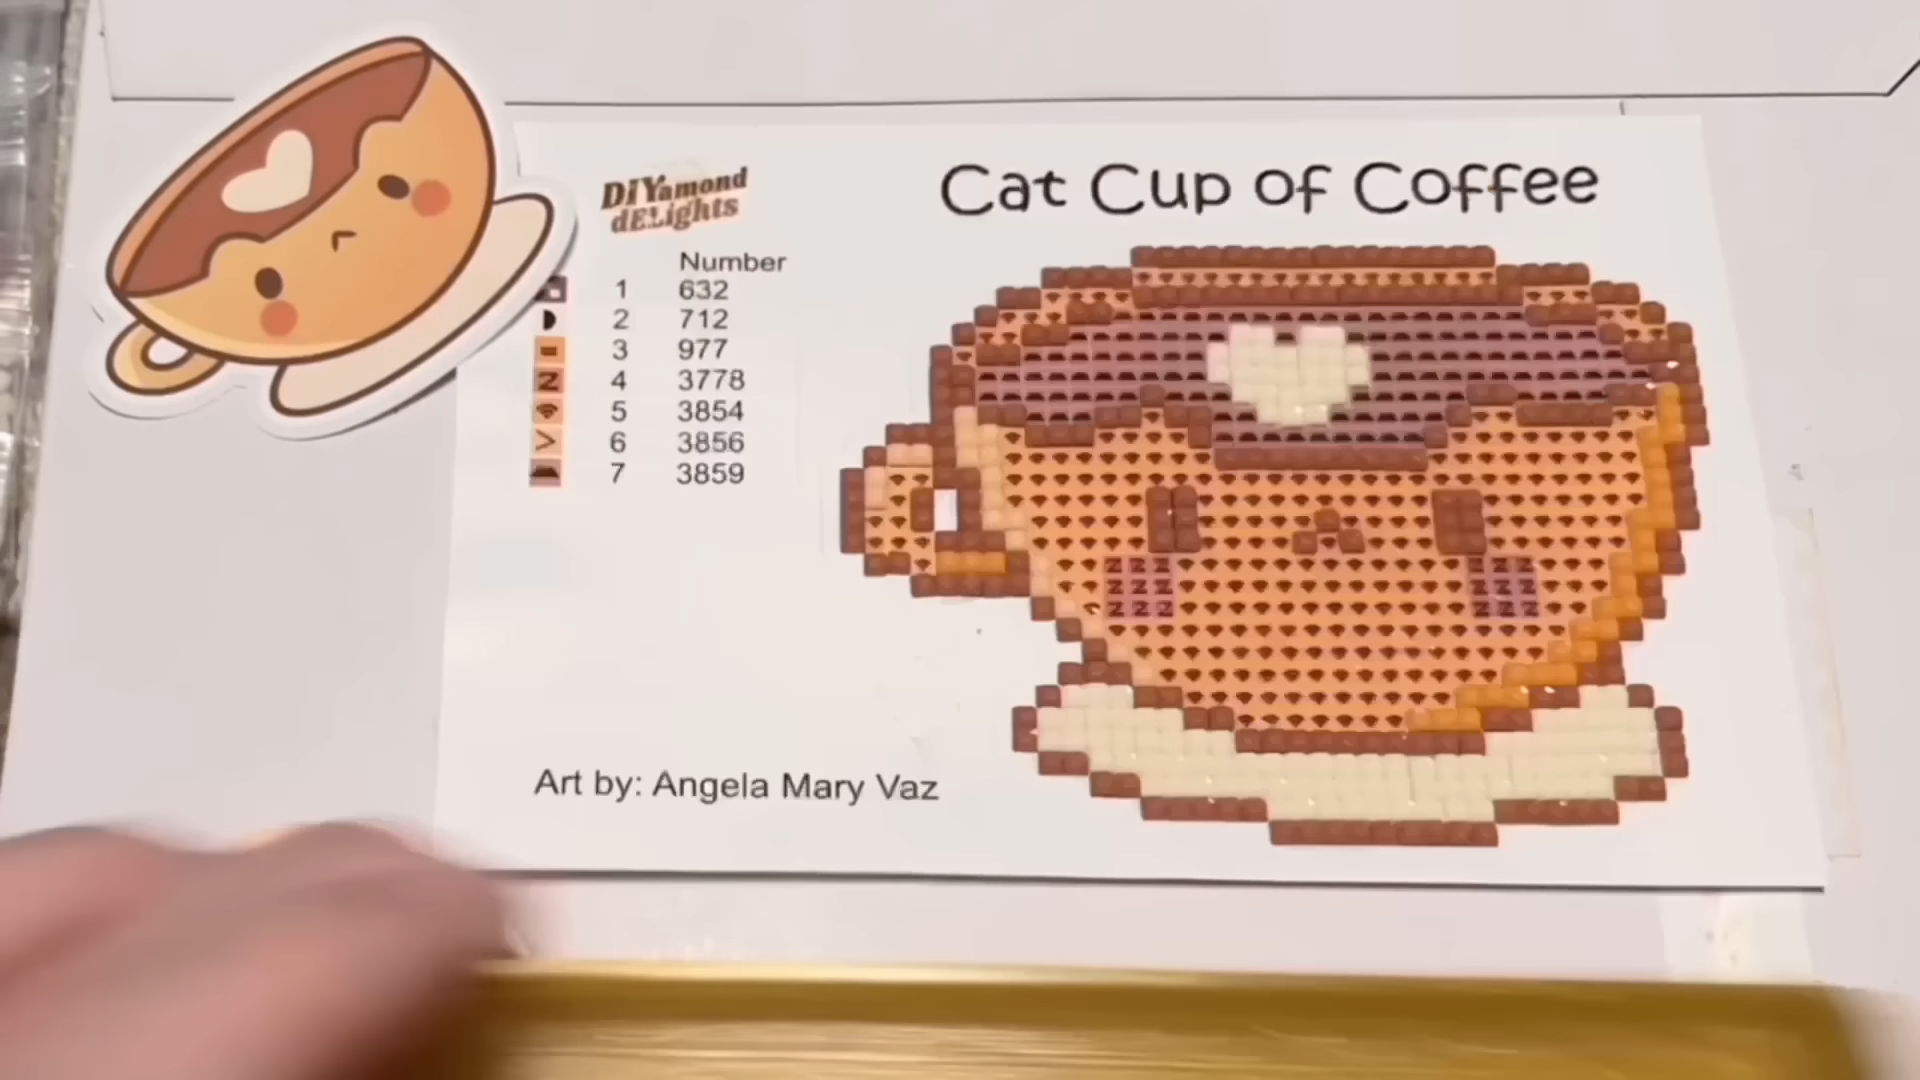 DiYamond
dELights
Cat Cup of Coffee
Number
1 632
2 712
3 977
4 3778
5 3854
6 3856
7 3859
Art by: Angela Mary Vaz